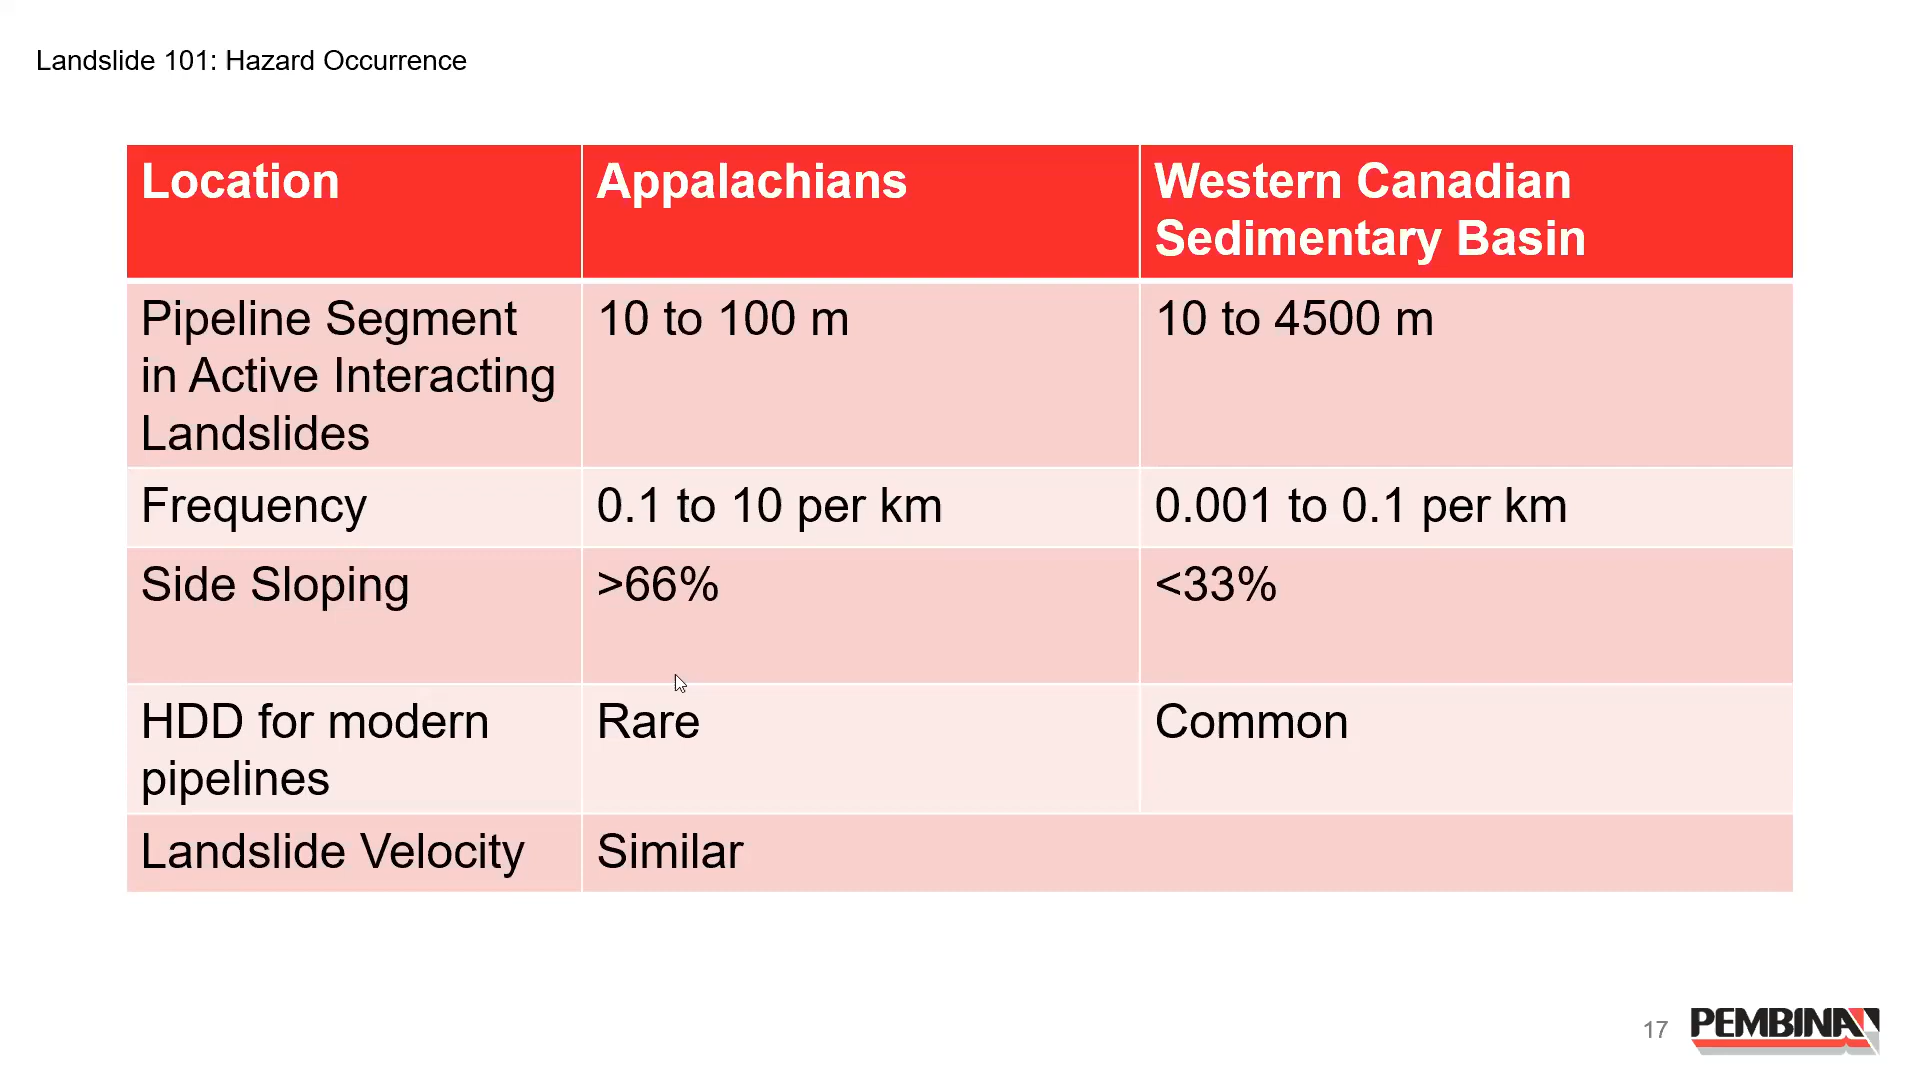 Landslide 101: Hazard Occurrence
Location
Appalachians
Western Canadian
Sedimentary Basin
Pipeline Segment
in Active Interacting
Landslides
10 to 100 m
10 to 4500 m
Frequency
0.1 to 10 per km
0.001 to 0.1 per km
Side Sloping
>66%
<33%
HDD for modern
pipelines
Rare
Common
Landslide Velocity
Similar
17
PEMBINA